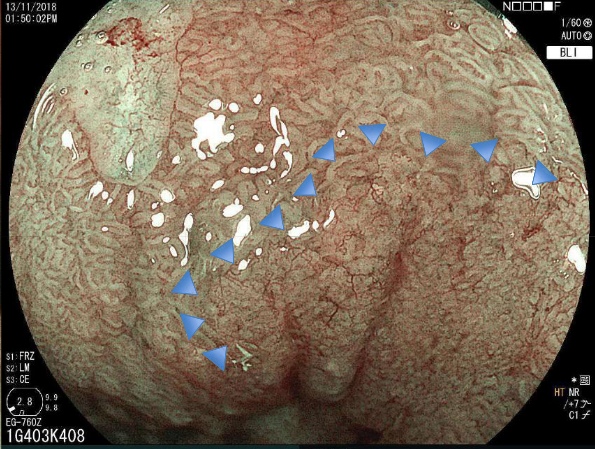 13/11/2018
01:50:02PM
N F
1/60
AUTO
BLI
S1: FRZ
S2: LM
S3: CE
2.8 9.9
9.8
EG-760Z
1G403K408
HT NR
/+7
C1